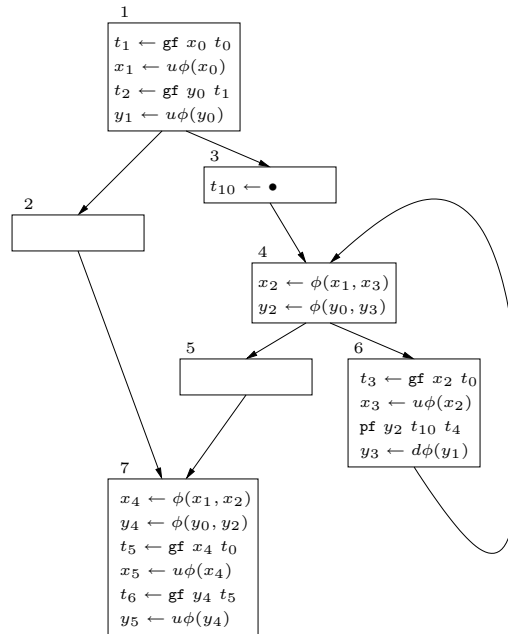 1
t₁ ← gf x₀ t₀
x₁ ← uϕ(x₀)
t₂ ← gf y₀ t₁
y₁ ← uϕ(y₀)
3
t₁₀ ← •
2
4
x₂ ← ϕ(x₁, x₃)
y₂ ← ϕ(y₀, y₃)
5
6
t₃ ← gf x₂ t₀
x₃ ← uϕ(x₂)
pf y₂ t₁₀ t₄
y₃ ← dϕ(y₁)
7
x₄ ← ϕ(x₁, x₂)
y₄ ← ϕ(y₀, y₂)
t₅ ← gf x₄ t₀
x₅ ← uϕ(x₄)
t₆ ← gf y₄ t₅
y₅ ← uϕ(y₄)